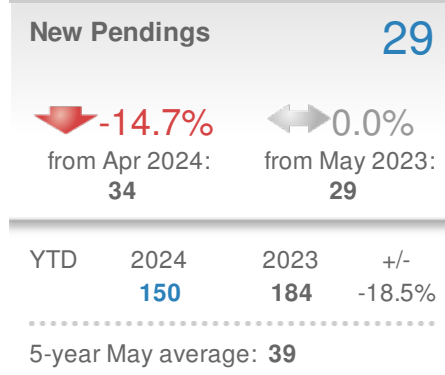 New Pendings 29
-14.7% 0.0%
from Apr 2024: from May 2023:
34 29
YTD 2024 2023 +/-
150 184 -18.5%
5-year May average: 39